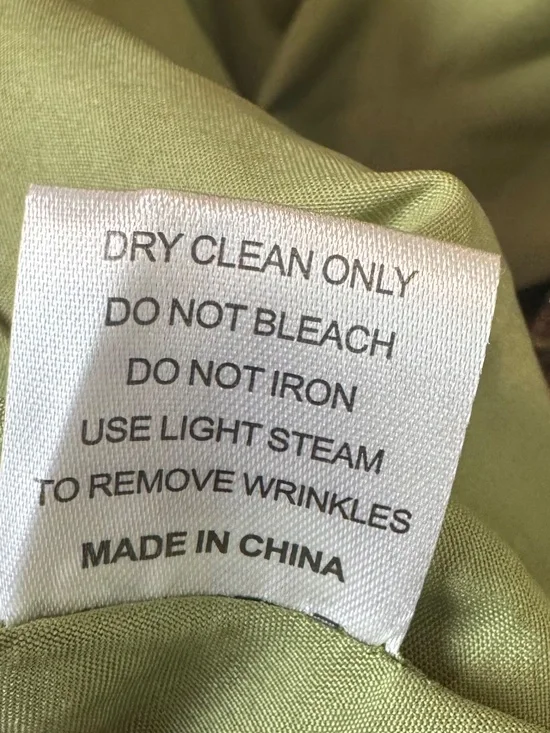 DRY CLEAN ONLY
DO NOT BLEACH
DO NOT IRON
USE LIGHT STEAM
TO REMOVE WRINKLES
MADE IN CHINA